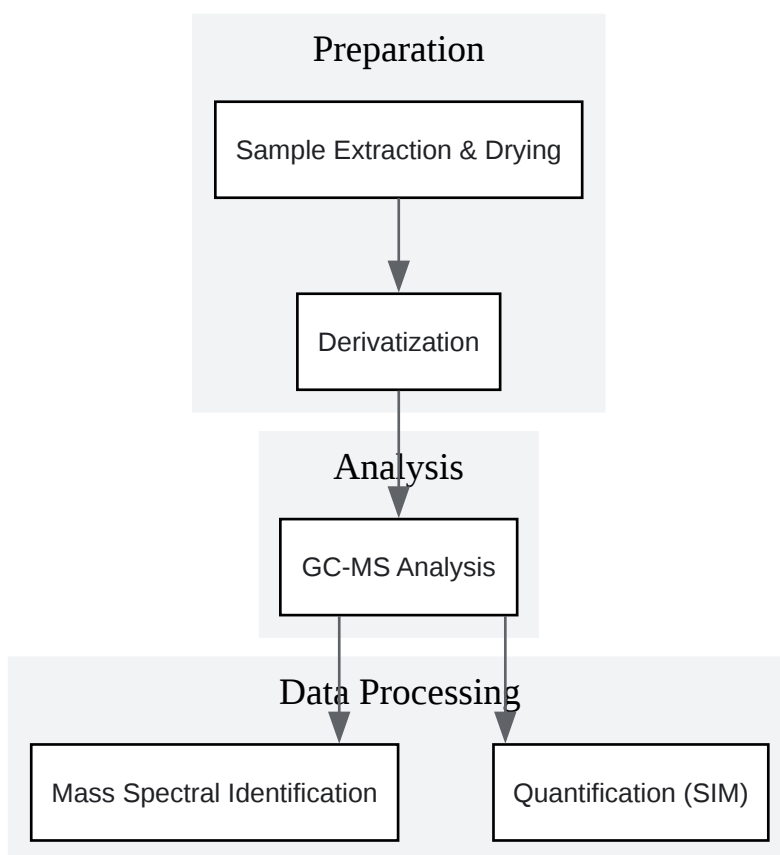 Preparation
Sample Extraction & Drying
Derivatization
Analysis
GC-MS Analysis
Data Processing
Mass Spectral Identification
Quantification (SIM)